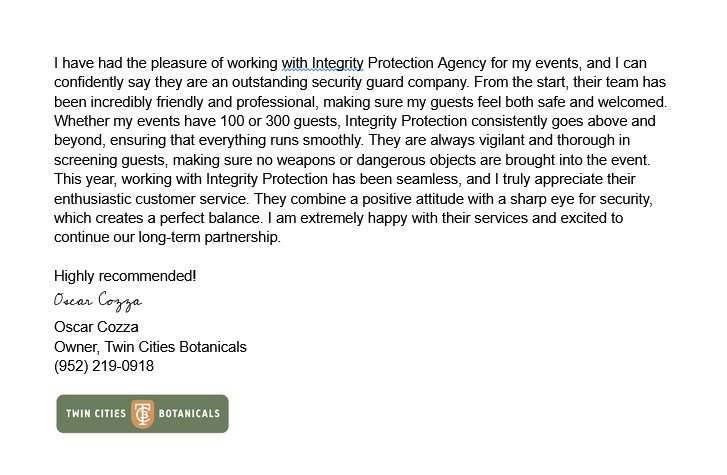 I have had the pleasure of working with Integrity Protection Agency for my events, and I can
confidently say they are an outstanding security guard company. From the start, their team has
been incredibly friendly and professional, making sure my guests feel both safe and welcomed.
Whether my events have 100 or 300 guests, Integrity Protection consistently goes above and
beyond, ensuring that everything runs smoothly. They are always vigilant and thorough in
screening guests, making sure no weapons or dangerous objects are brought into the event.
This year, working with Integrity Protection has been seamless, and I truly appreciate their
enthusiastic customer service. They combine a positive attitude with a sharp eye for security,
which creates a perfect balance. I am extremely happy with their services and excited to
continue our long-term partnership.
Highly recommended!
Oscar Cozza
Oscar Cozza
Owner, Twin Cities Botanicals
(952) 219-0918
TWIN CITIES TCB BOTANICALS